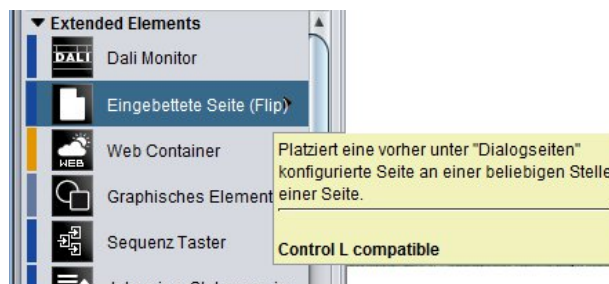 Extended Elements
DALI Dali Monitor
Eingebettete Seite (Flip)
WEB Web Container
Platziert eine vorher unter "Dialogseiten"
konfigurierte Seite an einer beliebigen Stelle
einer Seite.
Graphisches Element
Sequenz Taster
Control L compatible